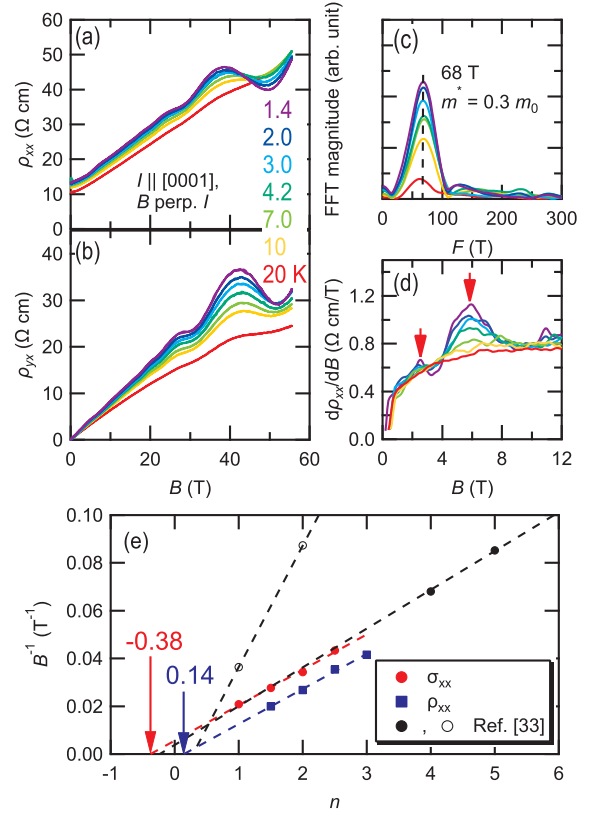 (a)
60
50
40
30
20
10
0
ρxx (Ω cm)
I || [0001],
B perp. I
1.4
2.0
3.0
4.2
7.0
10
20 K
(b)
50
40
30
20
10
0
ρyx (Ω cm)
0 20 40 60
B (T)
(c)
FFT magnitude (arb. unit)
68 T
m* = 0.3 m0
0 100 200 300
F (T)
(d)
1.2
0.8
0.4
0.0
dρxx/dB (Ω cm/T)
0 4 8 12
B (T)
(e)
0.10
0.08
0.06
0.04
0.02
0.00
B-1 (T-1)
-0.38
0.14
σxx
ρxx
, Ref. [33]
-1 0 1 2 3 4 5 6
n